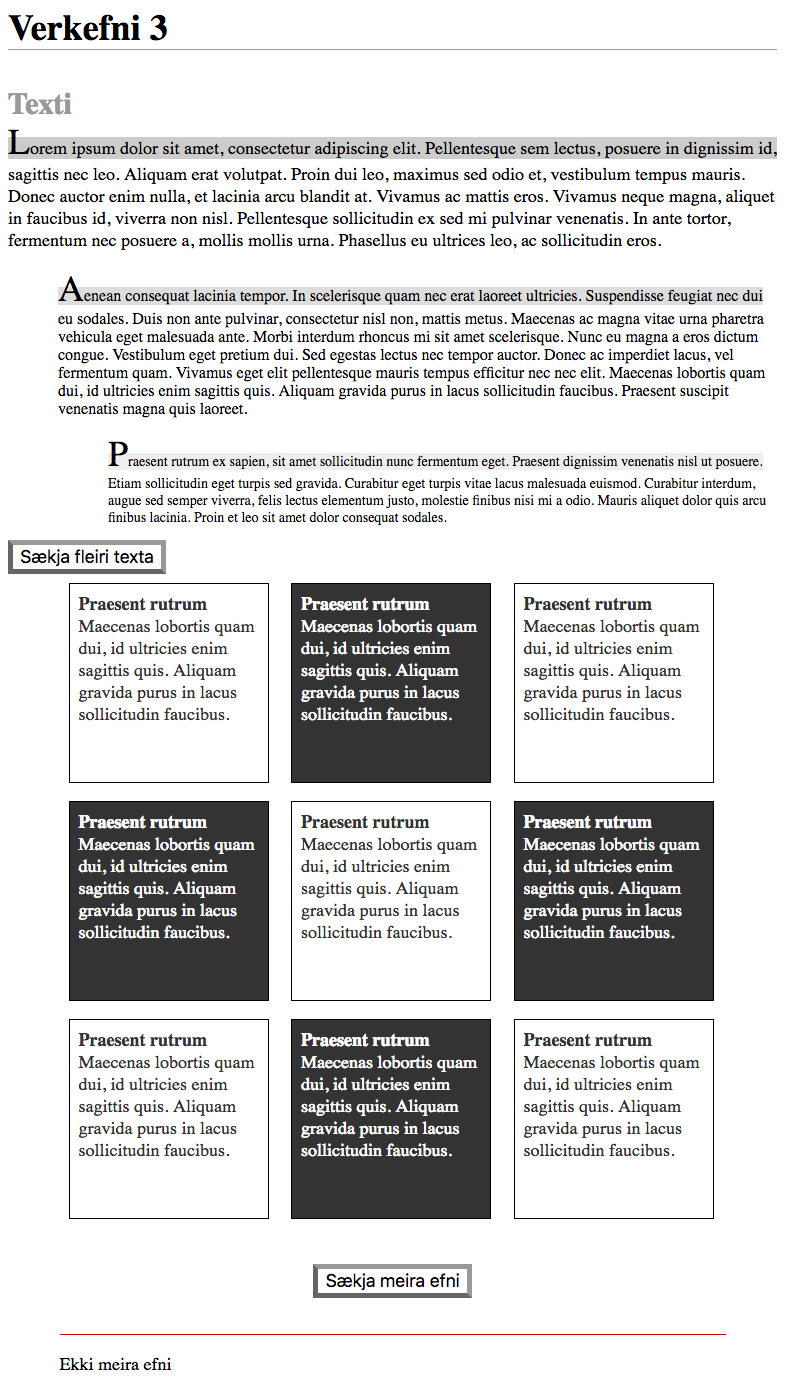 Verkefni 3
Texti
Lorem ipsum dolor sit amet, consectetur adipiscing elit. Pellentesque sem lectus, posuere in dignissim id,
sagittis nec leo. Aliquam erat volutpat. Proin dui leo, maximus sed odio et, vestibulum tempus mauris.
Donec auctor enim nulla, et lacinia arcu blandit at. Vivamus ac mattis eros. Vivamus neque magna, aliquet
in faucibus id, viverra non nisl. Pellentesque sollicitudin ex sed mi pulvinar venenatis. In ante tortor,
fermentum nec posuere a, mollis mollis urna. Phasellus eu ultrices leo, ac sollicitudin eros.
Aenean consequat lacinia tempor. In scelerisque quam nec erat laoreet ultricies. Suspendisse feugiat nec dui
eu sodales. Duis non ante pulvinar, consectetur nisl non, mattis metus. Maecenas ac magna vitae urna pharetra
vehicula eget malesuada ante. Morbi interdum rhoncus mi sit amet scelerisque. Nunc eu magna a eros dictum
congue. Vestibulum eget pretium dui. Sed egestas lectus nec tempor auctor. Donec ac imperdiet lacus, vel
fermentum quam. Vivamus eget elit pellentesque mauris tempus efficitur nec nec elit. Maecenas lobortis quam
dui, id ultricies enim sagittis quis. Aliquam gravida purus in lacus sollicitudin faucibus. Praesent suscipit
venenatis magna quis laoreet.
Praesent rutrum ex sapien, sit amet sollicitudin nunc fermentum eget. Praesent dignissim venenatis nisl ut posuere.
Etiam sollicitudin eget turpis sed gravida. Curabitur eget turpis vitae lacus malesuada euismod. Curabitur interdum,
augue sed semper viverra, felis lectus elementum justo, molestie finibus nisi mi a odio. Mauris aliquet dolor quis arcu
finibus lacinia. Proin et leo sit amet dolor consequat sodales.
Sækja fleiri texta
Praesent rutrum
Maecenas lobortis quam
dui, id ultricies enim
sagittis quis. Aliquam
gravida purus in lacus
sollicitudin faucibus.
Praesent rutrum
Maecenas lobortis quam
dui, id ultricies enim
sagittis quis. Aliquam
gravida purus in lacus
sollicitudin faucibus.
Praesent rutrum
Maecenas lobortis quam
dui, id ultricies enim
sagittis quis. Aliquam
gravida purus in lacus
sollicitudin faucibus.
Praesent rutrum
Maecenas lobortis quam
dui, id ultricies enim
sagittis quis. Aliquam
gravida purus in lacus
sollicitudin faucibus.
Praesent rutrum
Maecenas lobortis quam
dui, id ultricies enim
sagittis quis. Aliquam
gravida purus in lacus
sollicitudin faucibus.
Praesent rutrum
Maecenas lobortis quam
dui, id ultricies enim
sagittis quis. Aliquam
gravida purus in lacus
sollicitudin faucibus.
Praesent rutrum
Maecenas lobortis quam
dui, id ultricies enim
sagittis quis. Aliquam
gravida purus in lacus
sollicitudin faucibus.
Praesent rutrum
Maecenas lobortis quam
dui, id ultricies enim
sagittis quis. Aliquam
gravida purus in lacus
sollicitudin faucibus.
Praesent rutrum
Maecenas lobortis quam
dui, id ultricies enim
sagittis quis. Aliquam
gravida purus in lacus
sollicitudin faucibus.
Sækja meira efni
Ekki meira efni